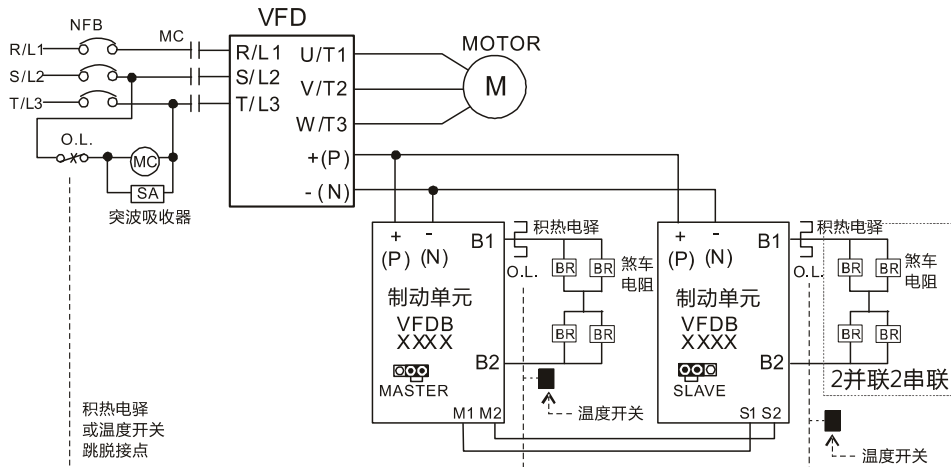 VFD
NFB
MC
R/L1
S/L2
T/L3
R/L1
S/L2
T/L3
U/T1
V/T2
W/T3
+(P)
-(N)
MOTOR
M
O.L.
MC
SA
突波吸收器
+
-
(P)
(N)
B1
制动单元
VFDB
XXXX
B2
MASTER
M1 M2
积热电驿
O.L.
BR
BR
BR
BR
煞车
电阻
温度开关
+
-
(P)
(N)
B1
制动单元
VFDB
XXXX
B2
SLAVE
S1 S2
积热电驿
O.L.
BR
BR
BR
BR
煞车
电阻
2并联2串联
温度开关
积热电驿
或温度开关
跳脱接点